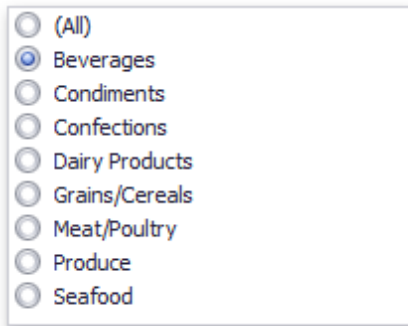 (All)
Beverages
Condiments
Confections
Dairy Products
Grains/Cereals
Meat/Poultry
Produce
Seafood